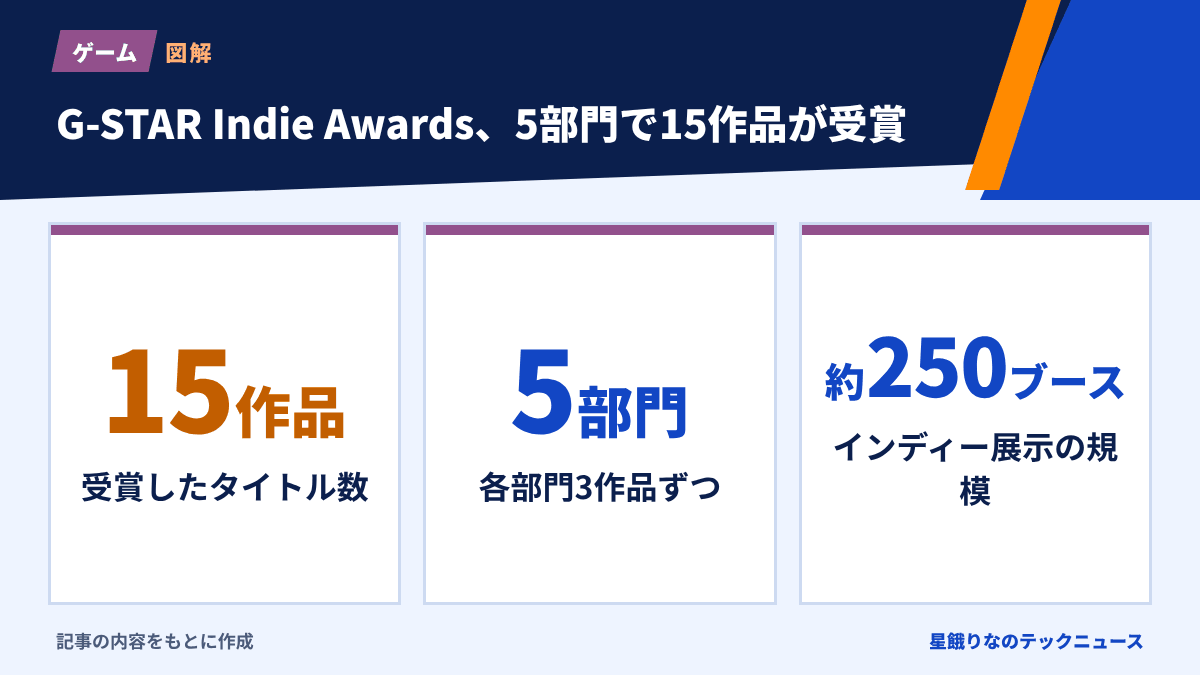 ゲーム 図解
G-STAR Indie Awards、5部門で15作品が受賞
15作品
受賞したタイトル数
5部門
各部門3作品ずつ
約250ブース
インディー展示の規
模
記事の内容をもとに作成
星餓りなのテックニュース